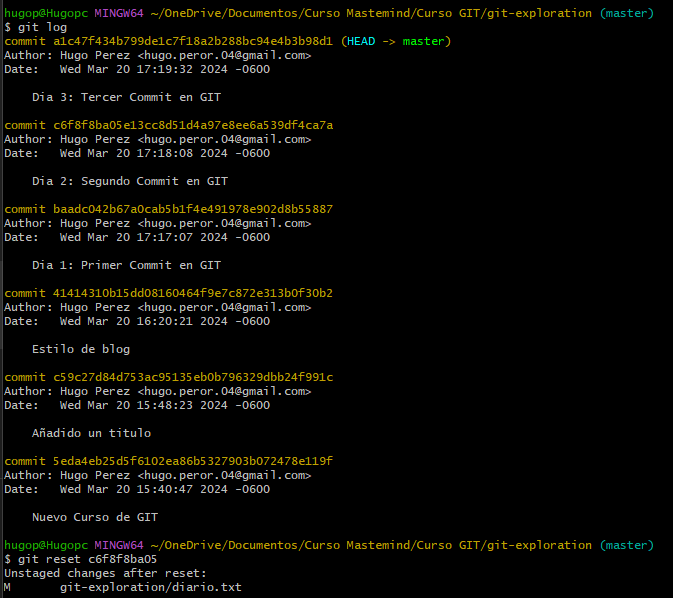 hugop@Hugopc MINGW64 ~/OneDrive/Documentos/Curso Mastemind/Curso GIT/git-exploration (master)
$ git log
commit a1c47f434b799de1c7f18a2b288bc94e4b3b98d1 (HEAD -> master)
Author: Hugo Perez <hugo.peror.04@gmail.com>
Date:   Wed Mar 20 17:19:32 2024 -0600
Dia 3: Tercer Commit en GIT
commit c6f8f8ba05e13cc8d51d4a97e8ee6a539df4ca7a
Author: Hugo Perez <hugo.peror.04@gmail.com>
Date:   Wed Mar 20 17:18:08 2024 -0600
Dia 2: Segundo Commit en GIT
commit baadc042b67a0cab5b1f4e491978e902d8b55887
Author: Hugo Perez <hugo.peror.04@gmail.com>
Date:   Wed Mar 20 17:17:07 2024 -0600
Dia 1: Primer Commit en GIT
commit 41414310b15dd08160464f9e7c872e313b0f30b2
Author: Hugo Perez <hugo.peror.04@gmail.com>
Date:   Wed Mar 20 16:20:21 2024 -0600
Estilo de blog
commit c59c27d84d753ac95135eb0b796329dbb24f991c
Author: Hugo Perez <hugo.peror.04@gmail.com>
Date:   Wed Mar 20 15:48:23 2024 -0600
Añadido un titulo
commit 5eda4eb25d5f6102ea86b5327903b072478e119f
Author: Hugo Perez <hugo.peror.04@gmail.com>
Date:   Wed Mar 20 15:40:47 2024 -0600
Nuevo Curso de GIT
hugop@Hugopc MINGW64 ~/OneDrive/Documentos/Curso Mastemind/Curso GIT/git-exploration (master)
$ git reset c6f8f8ba05
Unstaged changes after reset:
M       git-exploration/diario.txt